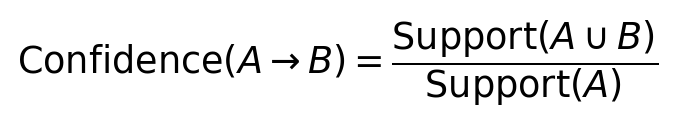 Confidence(A → B) = Support(A ∪ B) / Support(A)